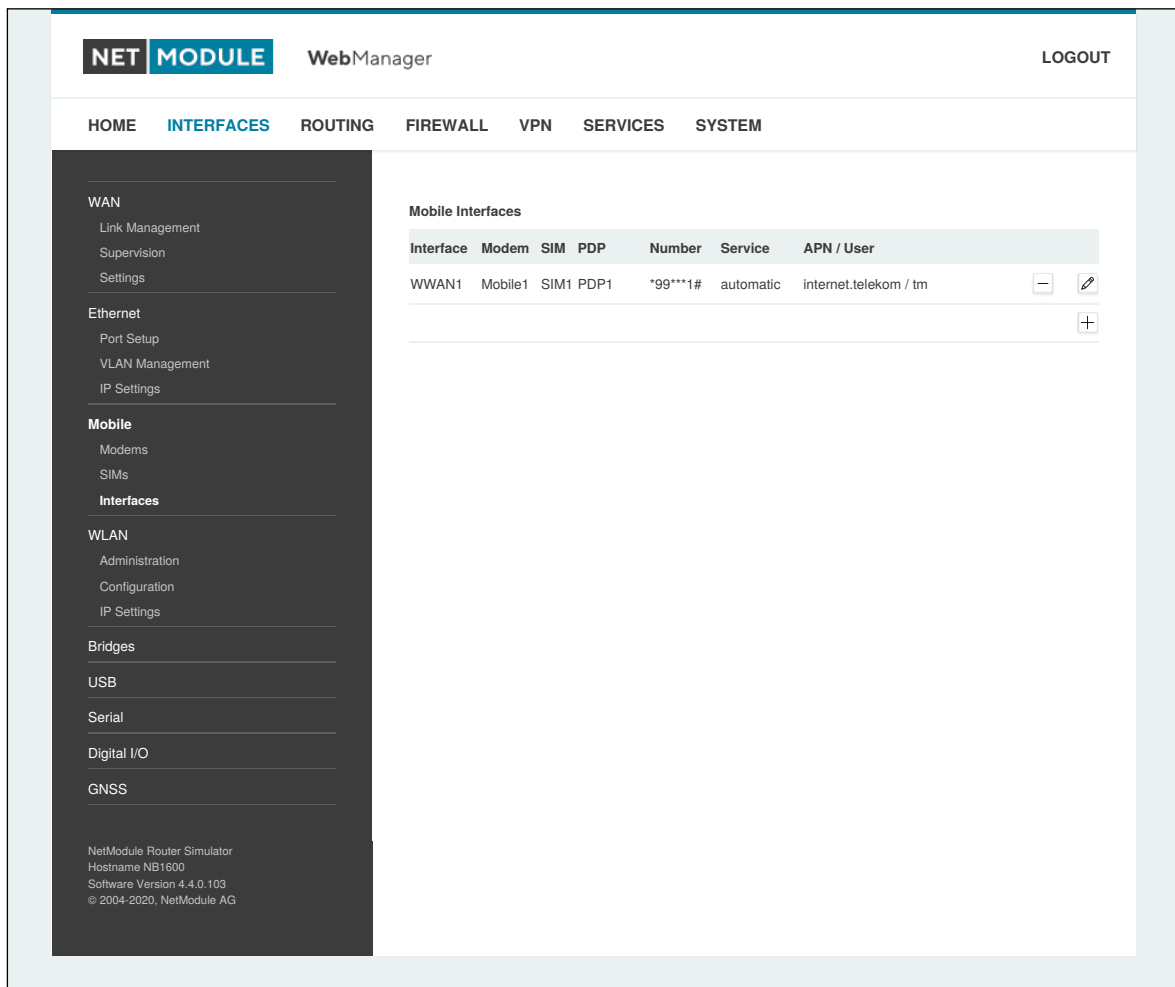 NET MODULE WebManager LOGOUT
HOME INTERFACES ROUTING FIREWALL VPN SERVICES SYSTEM
WAN
Link Management
Supervision
Settings
Ethernet
Port Setup
VLAN Management
IP Settings
Mobile
Modems
SIMs
Interfaces
WLAN
Administration
Configuration
IP Settings
Bridges
USB
Serial
Digital I/O
GNSS
NetModule Router Simulator
Hostname NB1600
Software Version 4.4.0.103
© 2004-2020, NetModule AG
Mobile Interfaces
Interface Modem SIM PDP Number Service APN / User
WWAN1 Mobile1 SIM1 PDP1 *99***1# automatic internet.telekom / tm